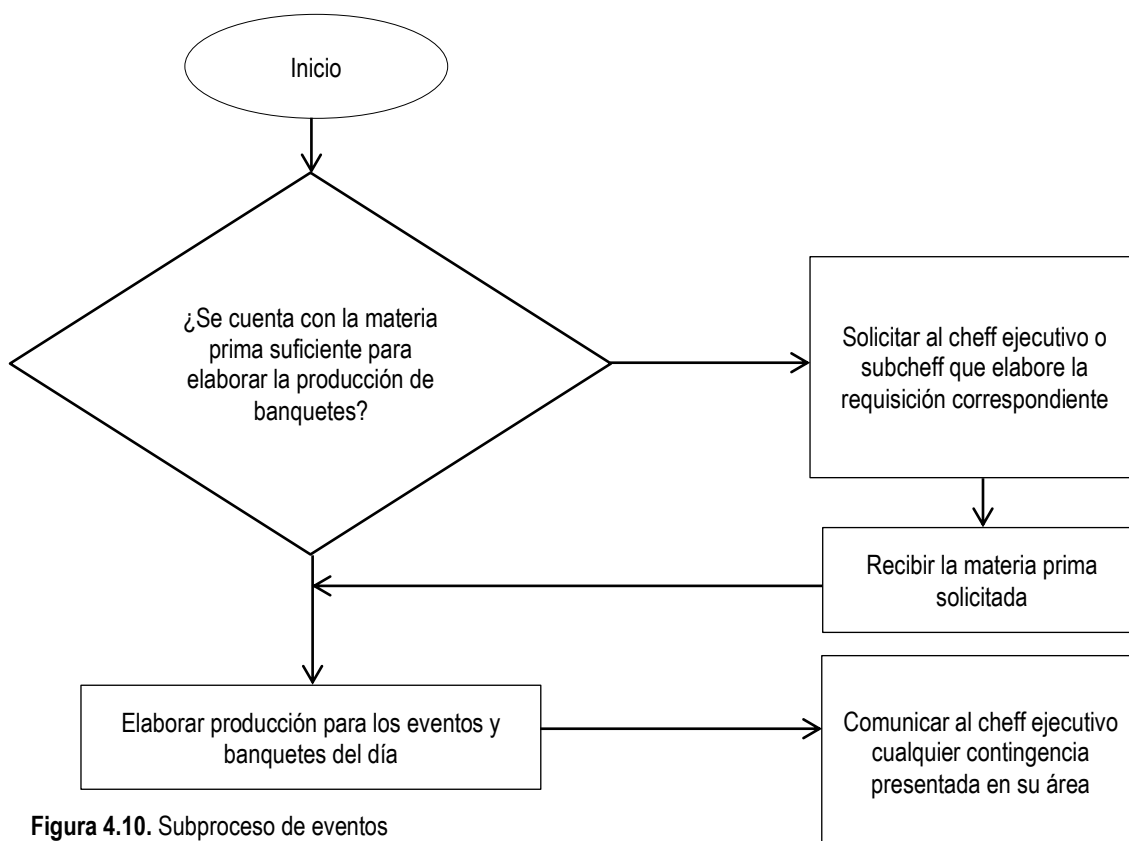 Inicio
¿Se cuenta con la materia
prima suficiente para
elaborar la producción de
banquetes?
Solicitar al cheff ejecutivo o
subcheff que elabore la
requisición correspondiente
Recibir la materia prima
solicitada
Elaborar producción para los eventos y
banquetes del día
Comunicar al cheff ejecutivo
cualquier contingencia
presentada en su área
Figura 4.10. Subproceso de eventos